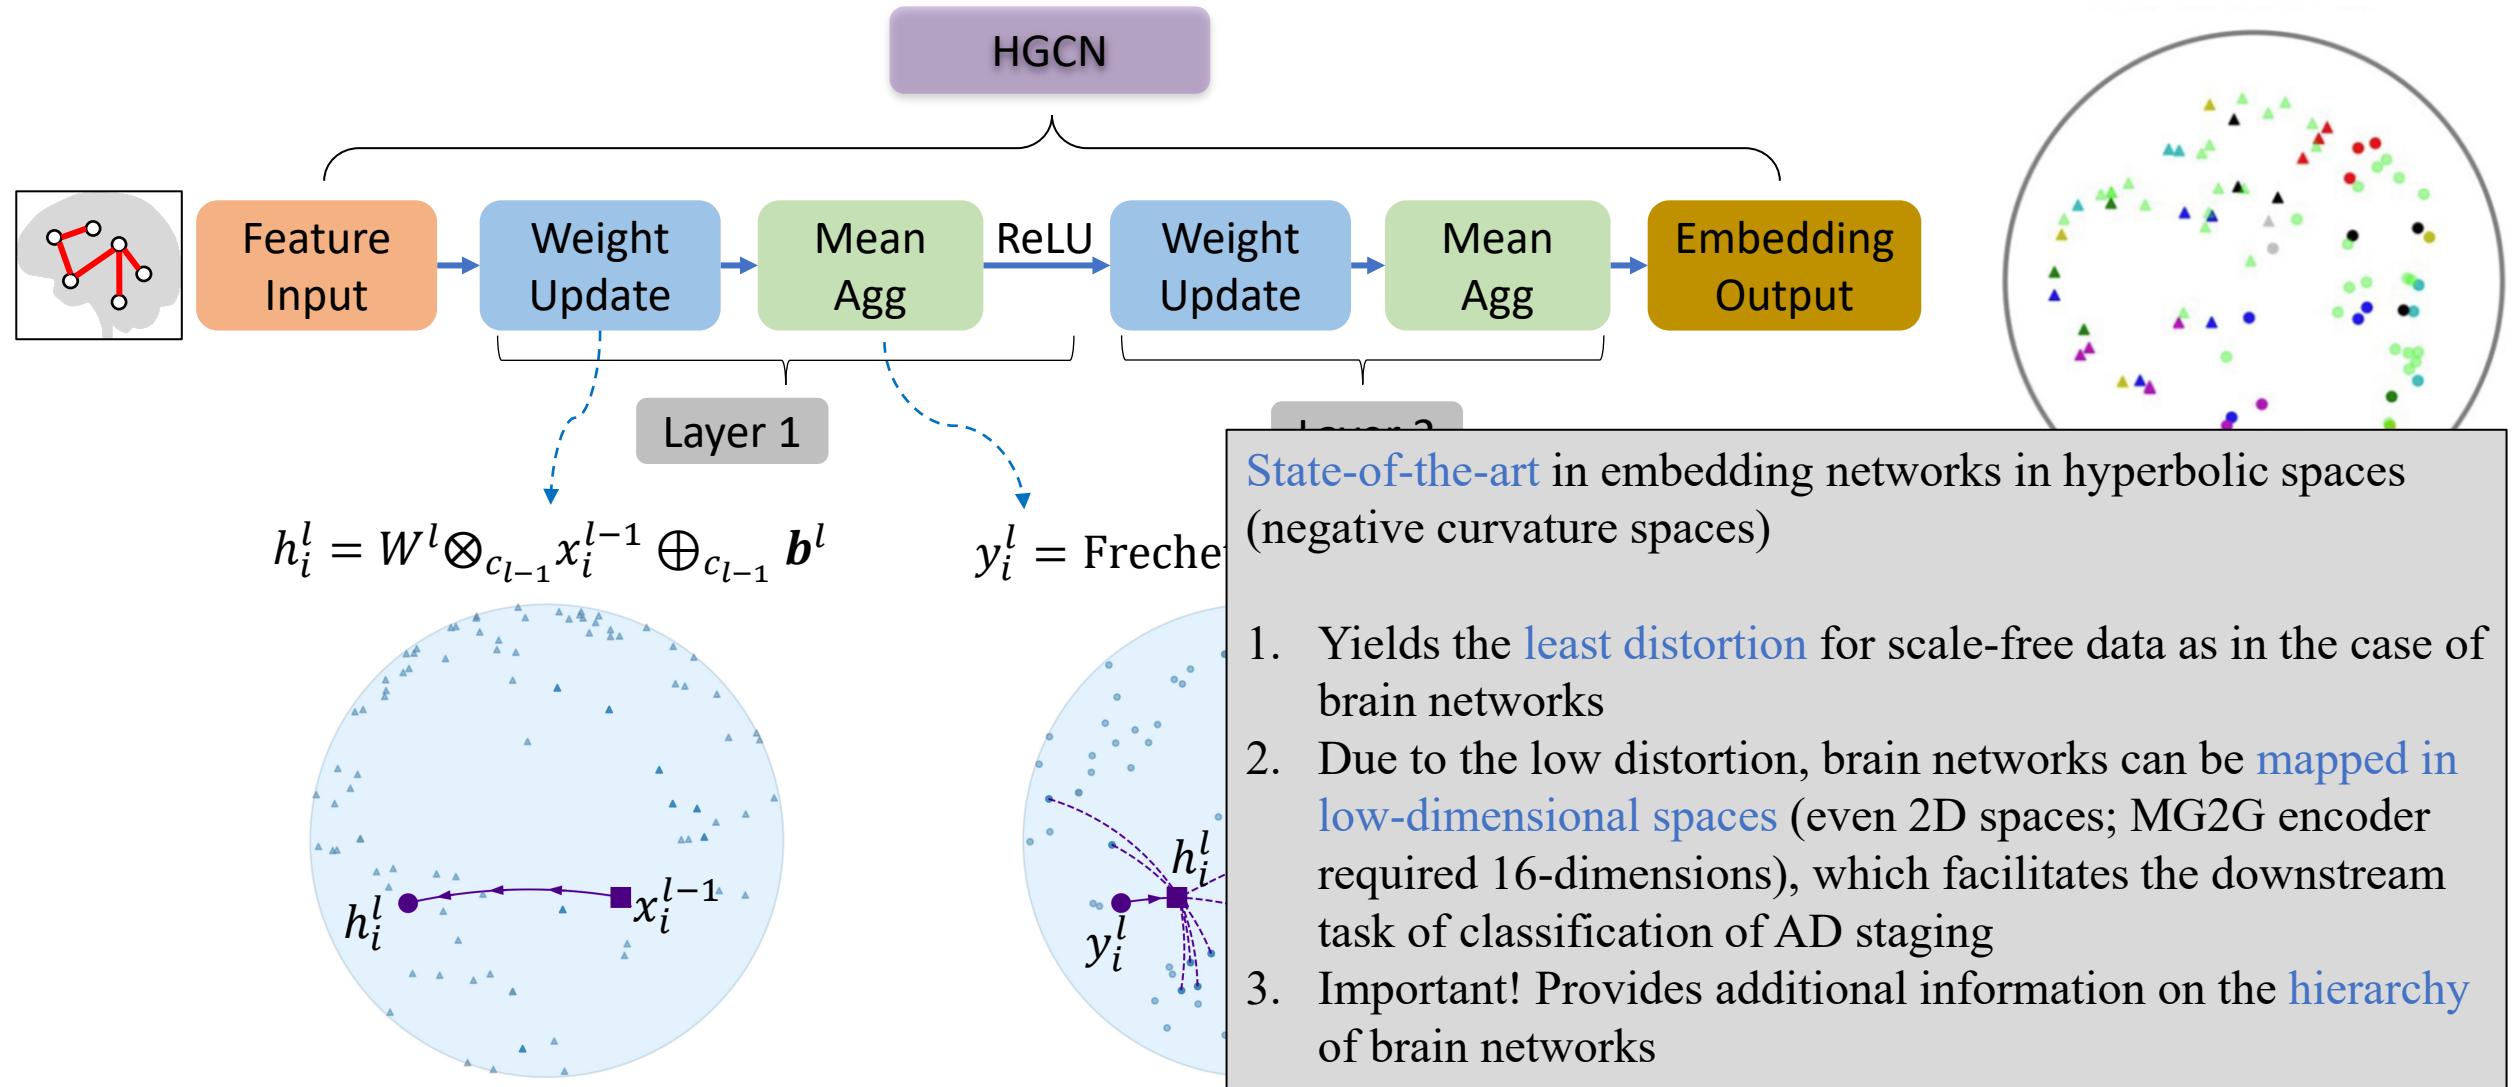 HGCN
Feature
Input
Weight
Update
Mean
Agg
ReLU
Weight
Update
Mean
Agg
Embedding
Output
Layer 1
h_i^l = W^l ⊗_{c_{l−1}} x_i^{l−1} ⊕_{c_{l−1}} b^l
y_i^l =
h_i^l
x_i^{l−1}
h_i^l
y_i^l
State-of-the-art in embedding networks in hyperbolic spaces
(negative curvature spaces)
1. Yields the least distortion for scale-free data as in the case of
brain networks
2. Due to the low distortion, brain networks can be mapped in
low-dimensional spaces (even 2D spaces; MG2G encoder
required 16-dimensions), which facilitates the downstream
task of classification of AD staging
3. Important! Provides additional information on the hierarchy
of brain networks